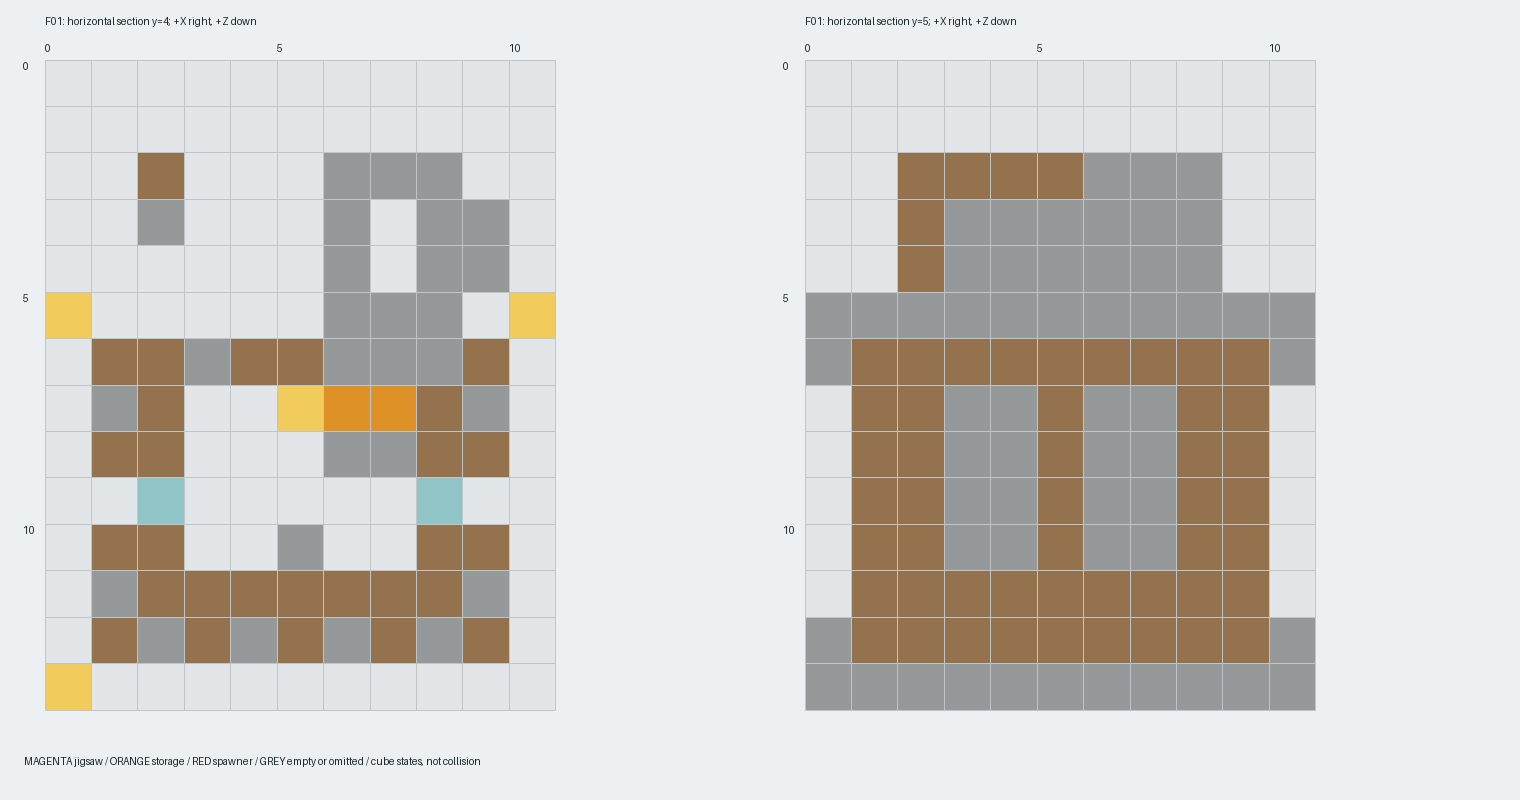 F01: horizontal section y=4; +X right, +Z down
F01: horizontal section y=5; +X right, +Z down
0 5 10
0 5 10
0
0
5
5
10
10
MAGENTA jigsaw / ORANGE storage / RED spawner / GREY empty or omitted / cube states, not collision